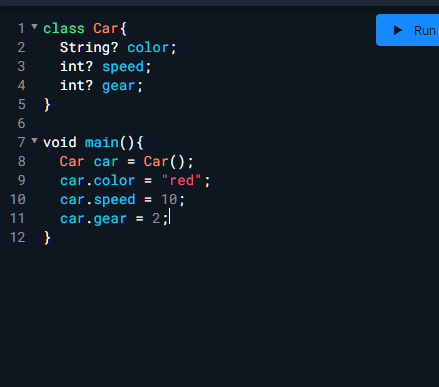 1 class Car{
2 String? color;
3 int? speed;
4 int? gear;
5 }
6
7 void main(){
8 Car car = Car();
9 car.color = "red";
10 car.speed = 10;
11 car.gear = 2;
12 }
Run